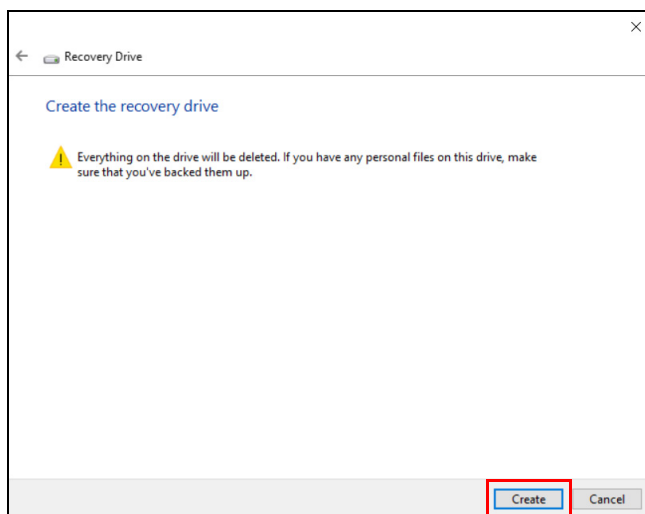 Recovery Drive
Create the recovery drive
Everything on the drive will be deleted. If you have any personal files on this drive, make
sure that you've backed them up.
Create Cancel